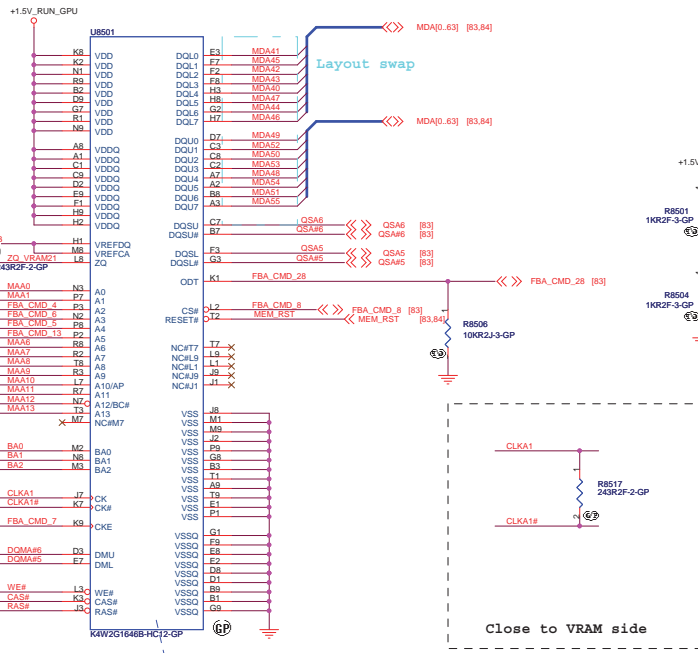 +1.5V_RUN_GPU
U8501
K8 VDD DQL0 E3 MDA41
K2 VDD DQL1 F7 MDA45
N1 VDD DQL2 F2 MDA42
R9 VDD DQL3 F8 MDA43
B2 VDD DQL4 H3 MDA40
D9 VDD DQL5 H8 MDA47
G7 VDD DQL6 G2 MDA44
R1 VDD DQL7 H7 MDA46
N9 VDD
MDA[0..63] [83,84]
Layout swap
MDA[0..63] [83,84]
A8 VDDQ DQU0 D7 MDA49
A1 VDDQ DQU1 C3 MDA52
C1 VDDQ DQU2 C8 MDA50
C9 VDDQ DQU3 C2 MDA53
D2 VDDQ DQU4 A7 MDA48
E9 VDDQ DQU5 A2 MDA54
F1 VDDQ DQU6 B8 MDA51
H9 VDDQ DQU7 A3 MDA55
H2 VDDQ
DQSU C7 QSA6 QSA6 [83]
DQSU# B7 QSA#6 QSA#6 [83]
H1 VREFDQ
M8 VREFCA DQSL F3 QSA5 QSA5 [83]
ZQ_VRAM21 L8 ZQ DQSL# G3 QSA#5 QSA#5 [83]
243R2F-2-GP
ODT K1 FBA_CMD_28 FBA_CMD_28 [83]
MAA0 N3 A0
MAA1 P7 A1
FBA_CMD_4 P3 A2 CS# L2 FBA_CMD_8 FBA_CMD_8 [83]
FBA_CMD_6 N2 A3 RESET# T2 MEM_RST MEM_RST [83,84]
FBA_CMD_5 P8 A4
FBA_CMD_13 P2 A5
MAA6 R8 A6 NC#T7 T7
MAA7 R2 A7 NC#L9 L9
MAA8 T8 A8 NC#L1 L1
MAA9 R3 A9 NC#J9 J9
MAA10 L7 A10/AP NC#J1 J1
MAA11 R7 A11
MAA12 N7 A12/BC#
MAA13 T3 A13
M7 NC#M7
1
R8506
10KR2J-3-GP
+1.5V
R8501
1KR2F-3-GP
R8504
1KR2F-3-GP
VSS J8
VSS M1
VSS M9
VSS J2
BA0 M2 BA0 VSS P9
BA1 N8 BA1 VSS G8
BA2 M3 BA2 VSS B3
VSS T1
VSS A9
CLKA1 J7 CK VSS T9
CLKA1# K7 CK# VSS E1
VSS P1
FBA_CMD_7 K9 CKE
VSSQ G1
VSSQ F9
DQMA#6 D3 DMU VSSQ E8
DQMA#5 E7 DML VSSQ E2
VSSQ D8
VSSQ D1
WE# L3 WE# VSSQ B9
CAS# K3 CAS# VSSQ B1
RAS# J3 RAS# VSSQ G9
K4W2G1646B-HC12-GP
GP
CLKA1
1
R8517
243R2F-2-GP
2
CLKA1#
Close to VRAM side